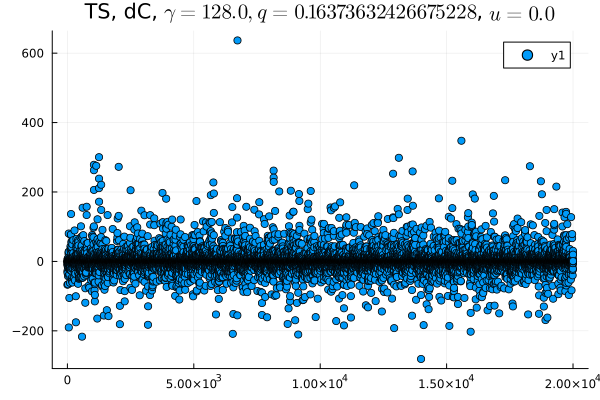 TS, dC, γ = 128.0, q = 0.16373632426675228, u = 0.0
600
y1
400
200
0
−200
0 5.00×10³ 1.00×10⁴ 1.50×10⁴ 2.00×10⁴